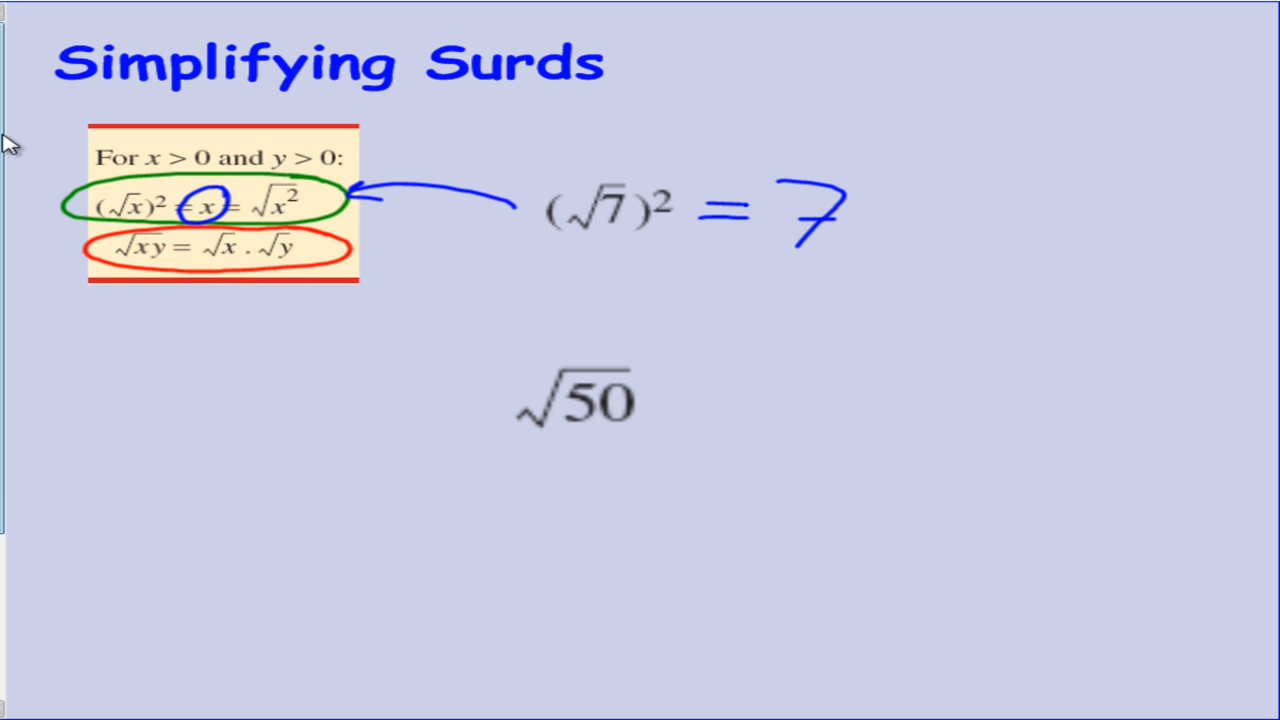 Simplifying Surds
For x > 0 and y > 0:
(√x)² = x = √x²
√xy = √x . √y
(√7)² = 7
√50